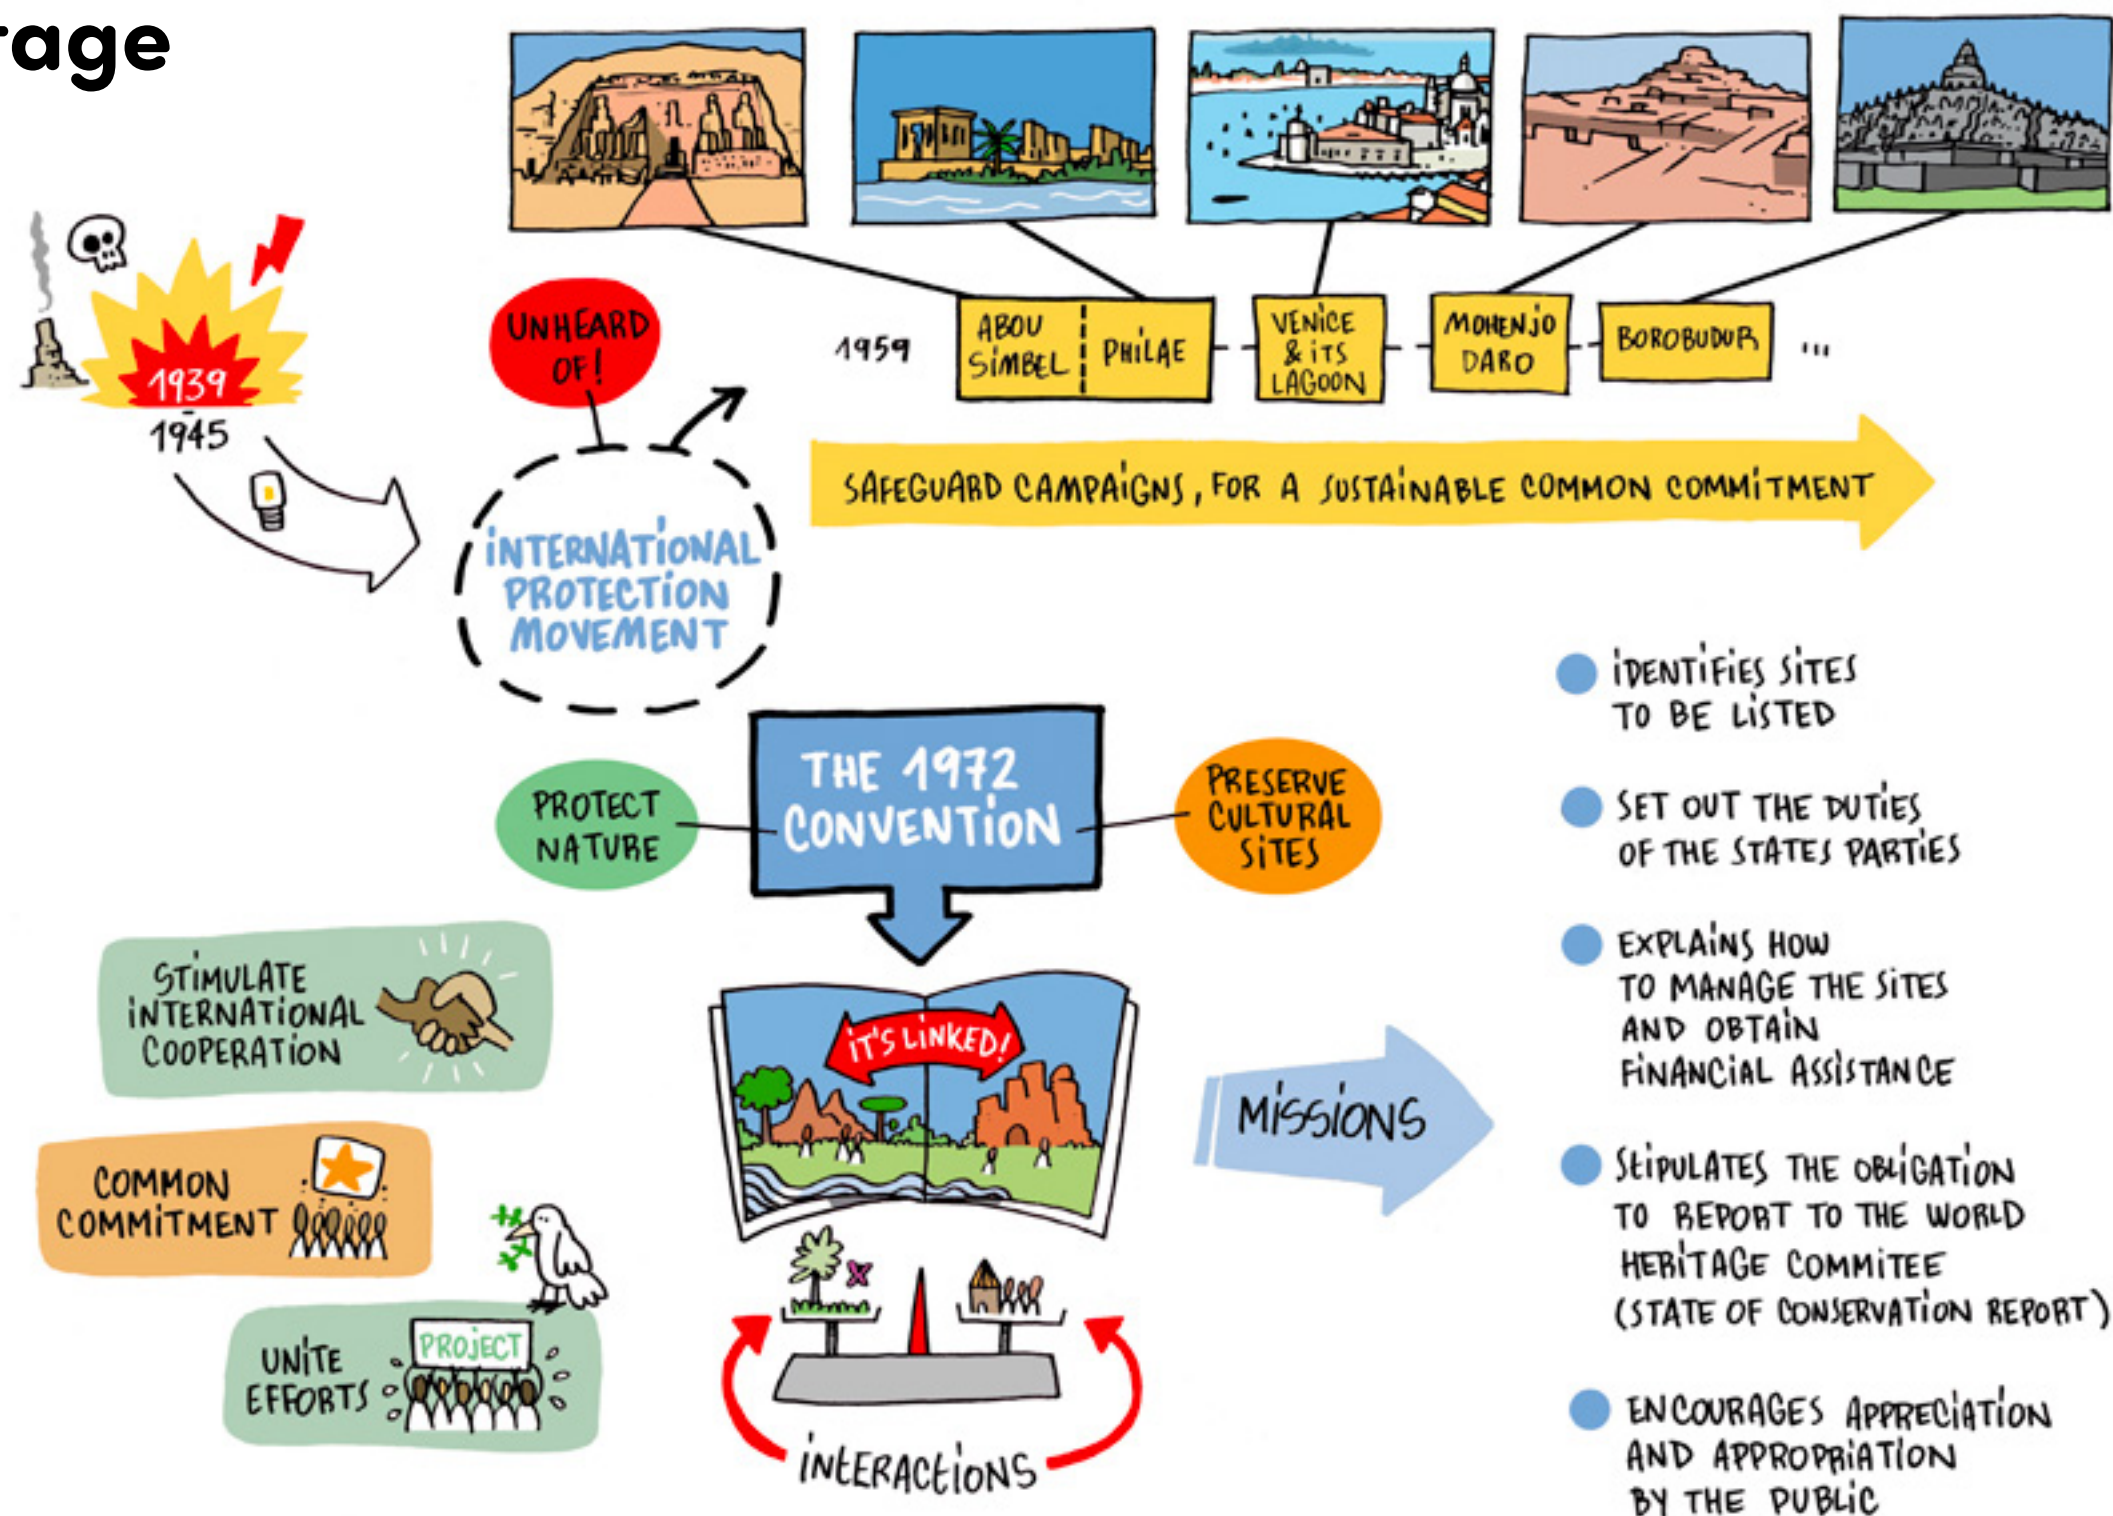 rage
1939
-
1945
UNHEARD
OF!
1959
ABOU
SIMBEL
PHILAE
VENICE
& ITS
LAGOON
MOHENJO
DARO
BOROBUDUR
...
SAFEGUARD CAMPAIGNS, FOR A SUSTAINABLE COMMON COMMITMENT
INTERNATIONAL
PROTECTION
MOVEMENT
PROTECT
NATURE
THE 1972
CONVENTION
PRESERVE
CULTURAL
SITES
STIMULATE
INTERNATIONAL
COOPERATION
COMMON
COMMITMENT
UNITE
EFFORTS
PROJECT
IT'S LINKED!
INTERACTIONS
MISSIONS
IDENTIFIES SITES
TO BE LISTED
SET OUT THE DUTIES
OF THE STATES PARTIES
EXPLAINS HOW
TO MANAGE THE SITES
AND OBTAIN
FINANCIAL ASSISTANCE
STIPULATES THE OBLIGATION
TO REPORT TO THE WORLD
HERITAGE COMMITEE
(STATE OF CONSERVATION REPORT)
ENCOURAGES APPRECIATION
AND APPROPRIATION
BY THE PUBLIC